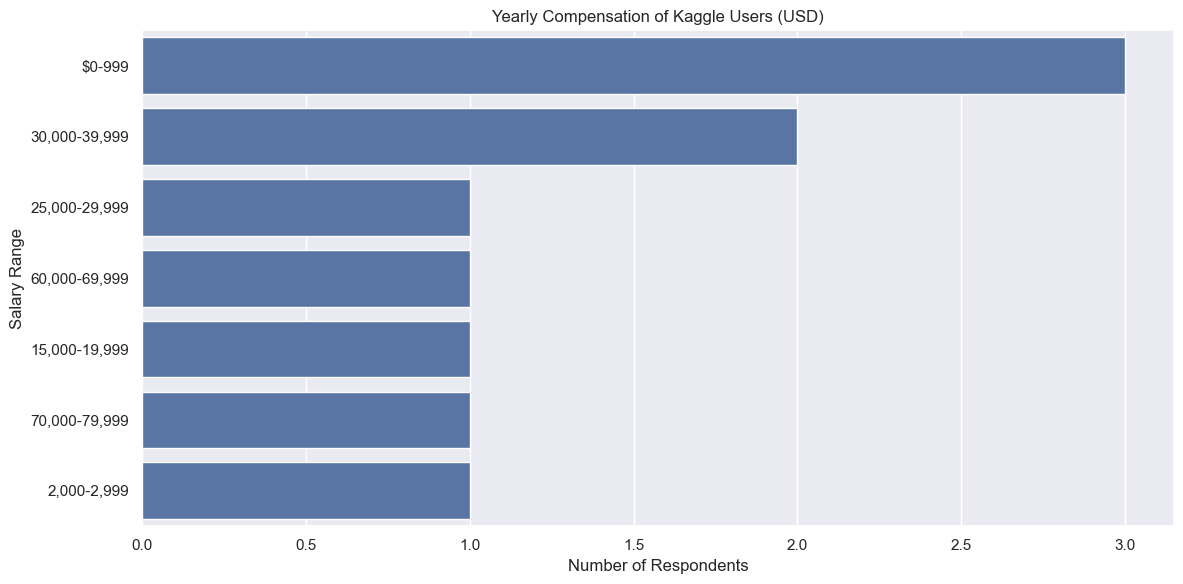 Yearly Compensation of Kaggle Users (USD)
$0-999
30,000-39,999
25,000-29,999
60,000-69,999
15,000-19,999
70,000-79,999
2,000-2,999
Salary Range
0.0 0.5 1.0 1.5 2.0 2.5 3.0
Number of Respondents